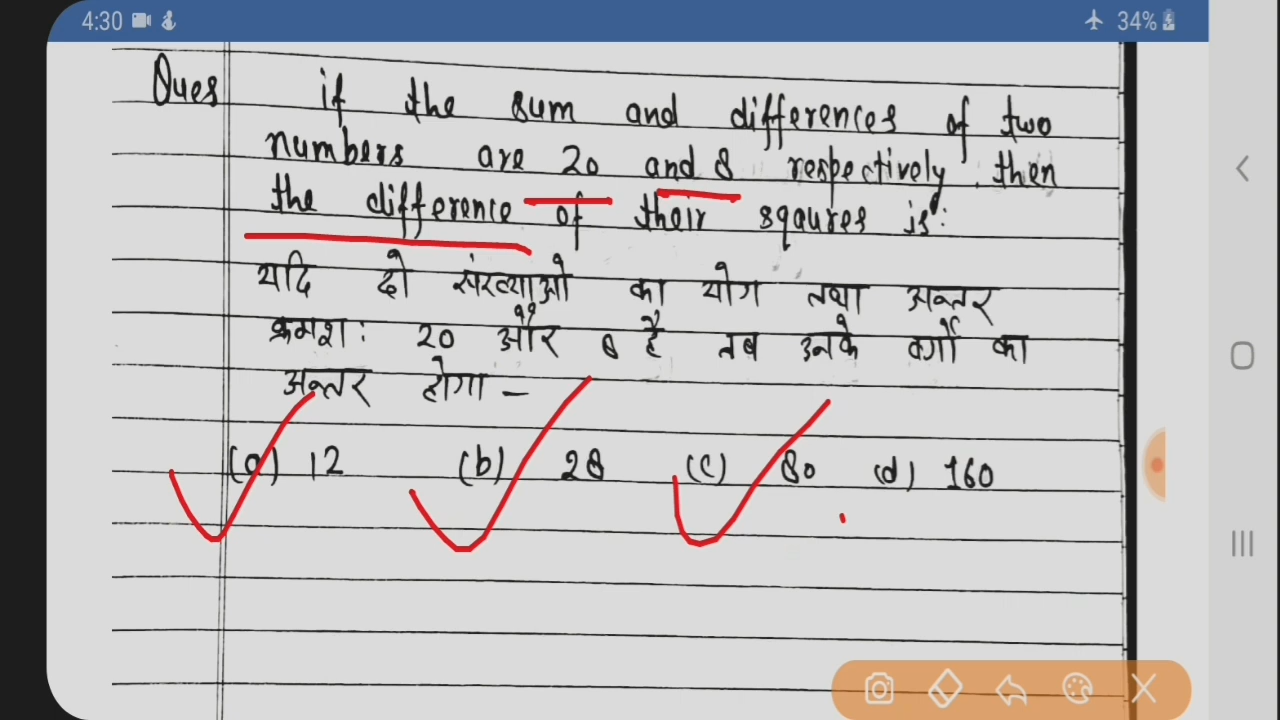 4:30 34%
Ques if the sum and differences of two
numbers are 20 and 8 respectively. then
the difference of their sqaures is:
यदि दो संख्याओ का योग तथा अन्तर
क्रमश: 20 और 8 है तब उनके वर्गो का
अन्तर होगा -
(a) 12 (b) 28 (c) 80 (d) 160